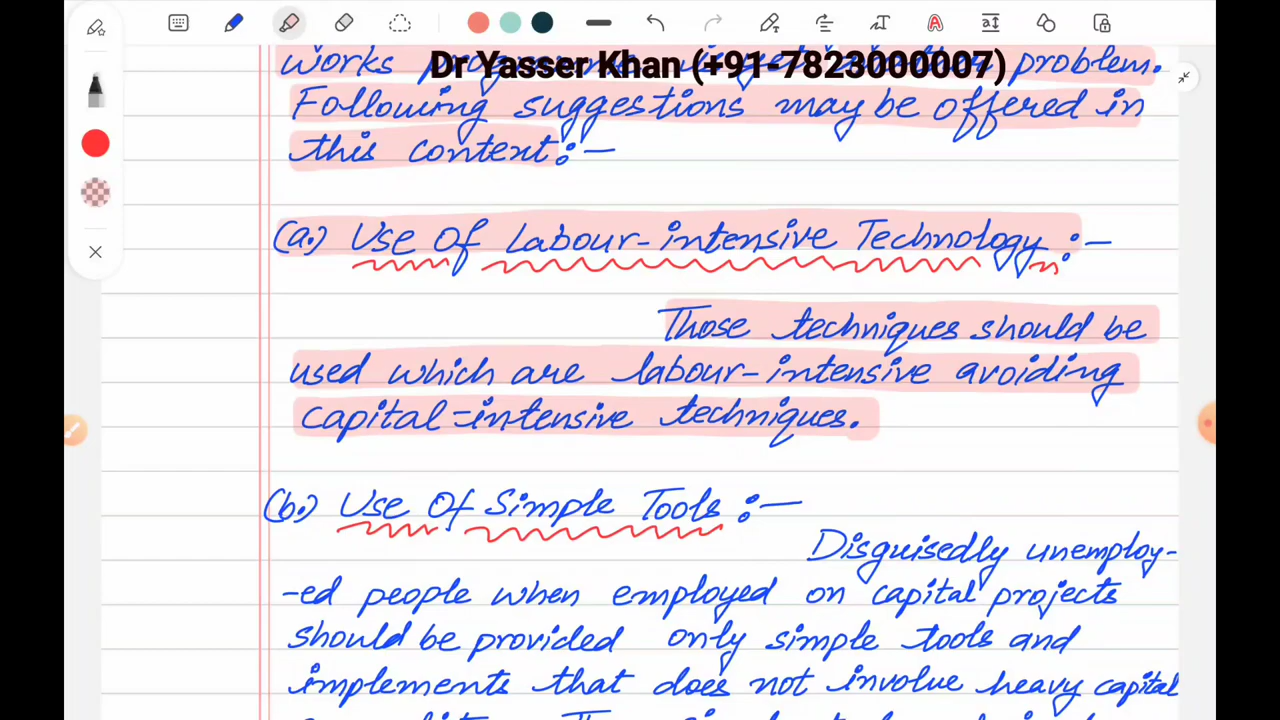 Dr Yasser Khan (+91-7823000007)
works problem.
Following suggestions may be offered in
this content:-
(a.) Use Of Labour-intensive Technology :-
Those techniques should be
used which are labour-intensive avoiding
capital-intensive techniques.
(b.) Use Of Simple Tools :-
Disguisedly unemploy-
-ed people when employed on capital projects
should be provided only simple tools and
implements that does not involve heavy capital